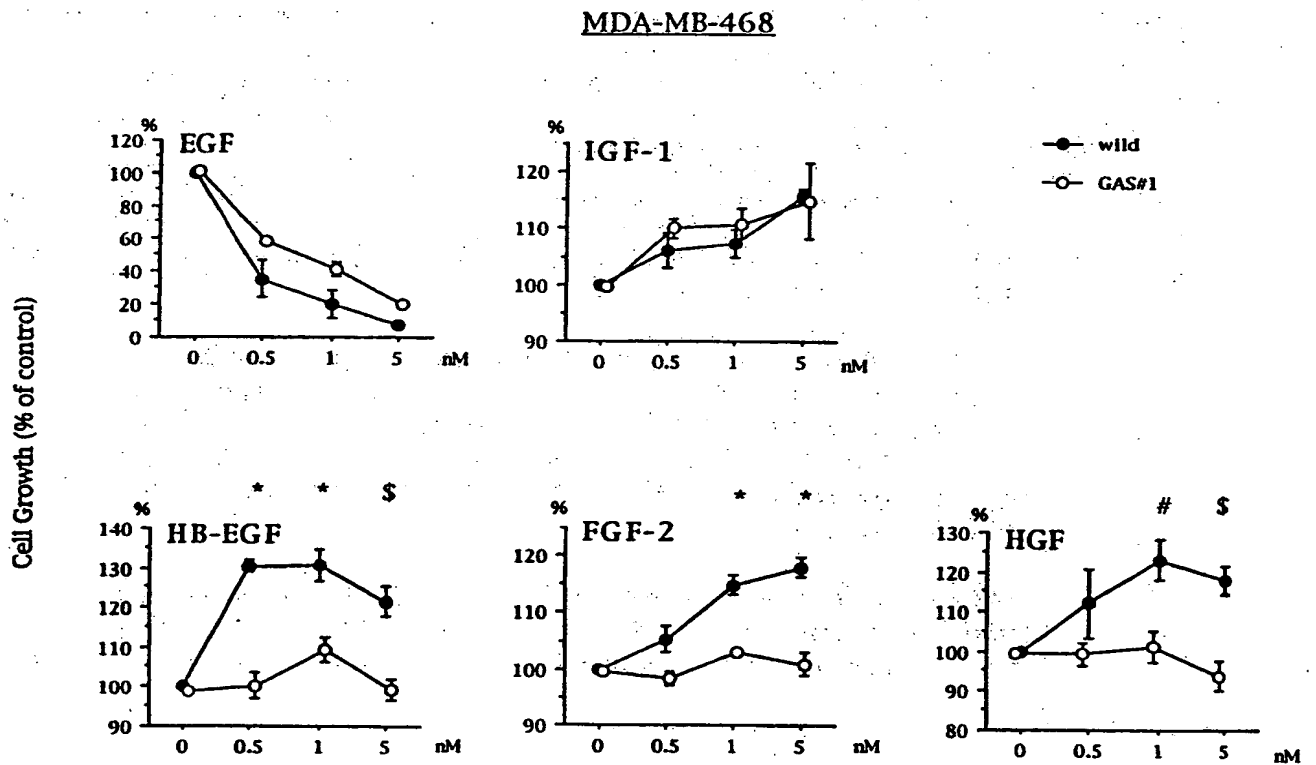 MDA-MB-468
Cell Growth (% of control)
%
EGF
120
100
80
60
40
20
0
0 0.5 1 5 nM
%
IGF-1
120
110
100
90
0 0.5 1 5 nM
wild
GAS#1
* * $
%
HB-EGF
140
130
120
110
100
90
0 0.5 1 5 nM
* *
%
FGF-2
120
110
100
90
0 0.5 1 5 nM
# $
%
HGF
130
120
110
100
90
80
0 0.5 1 5 nM